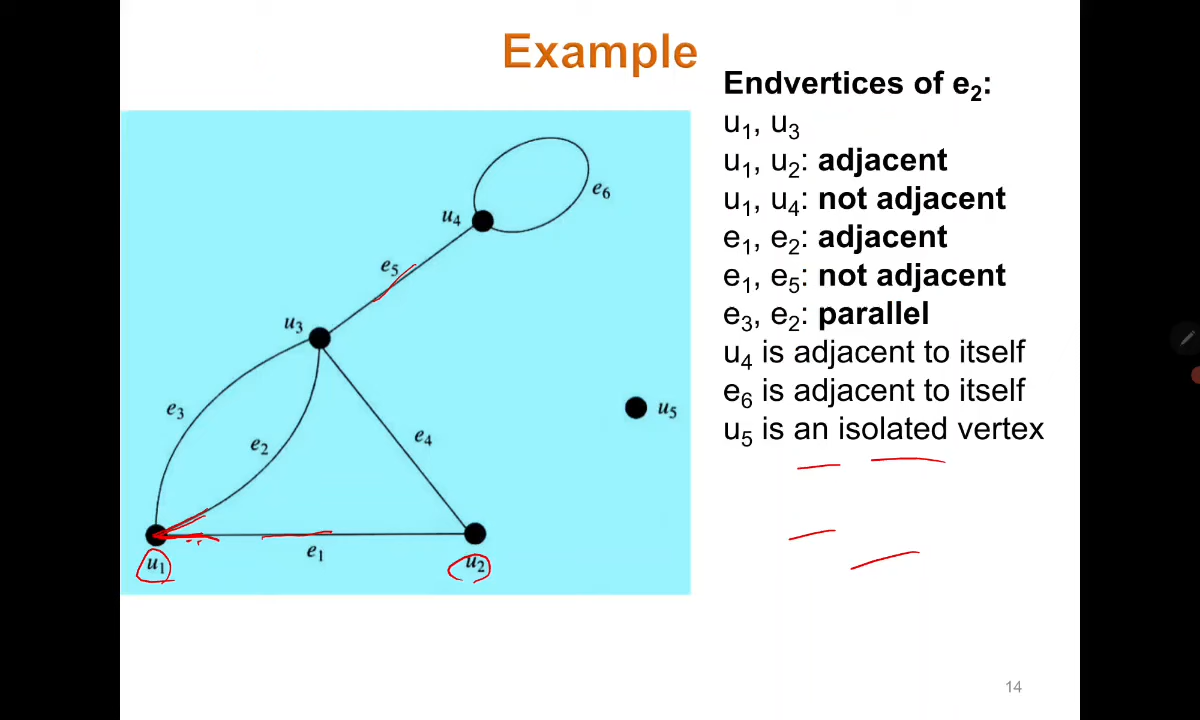 Example
Endvertices of e₂:
u₁, u₃
u₁, u₂: adjacent
u₁, u₄: not adjacent
e₁, e₂: adjacent
e₁, e₅: not adjacent
e₃, e₂: parallel
u₄ is adjacent to itself
e₆ is adjacent to itself
u₅ is an isolated vertex
e₆
u₄
e₅
u₃
e₃
u₅
e₄
e₂
e₁
u₁
u₂
14